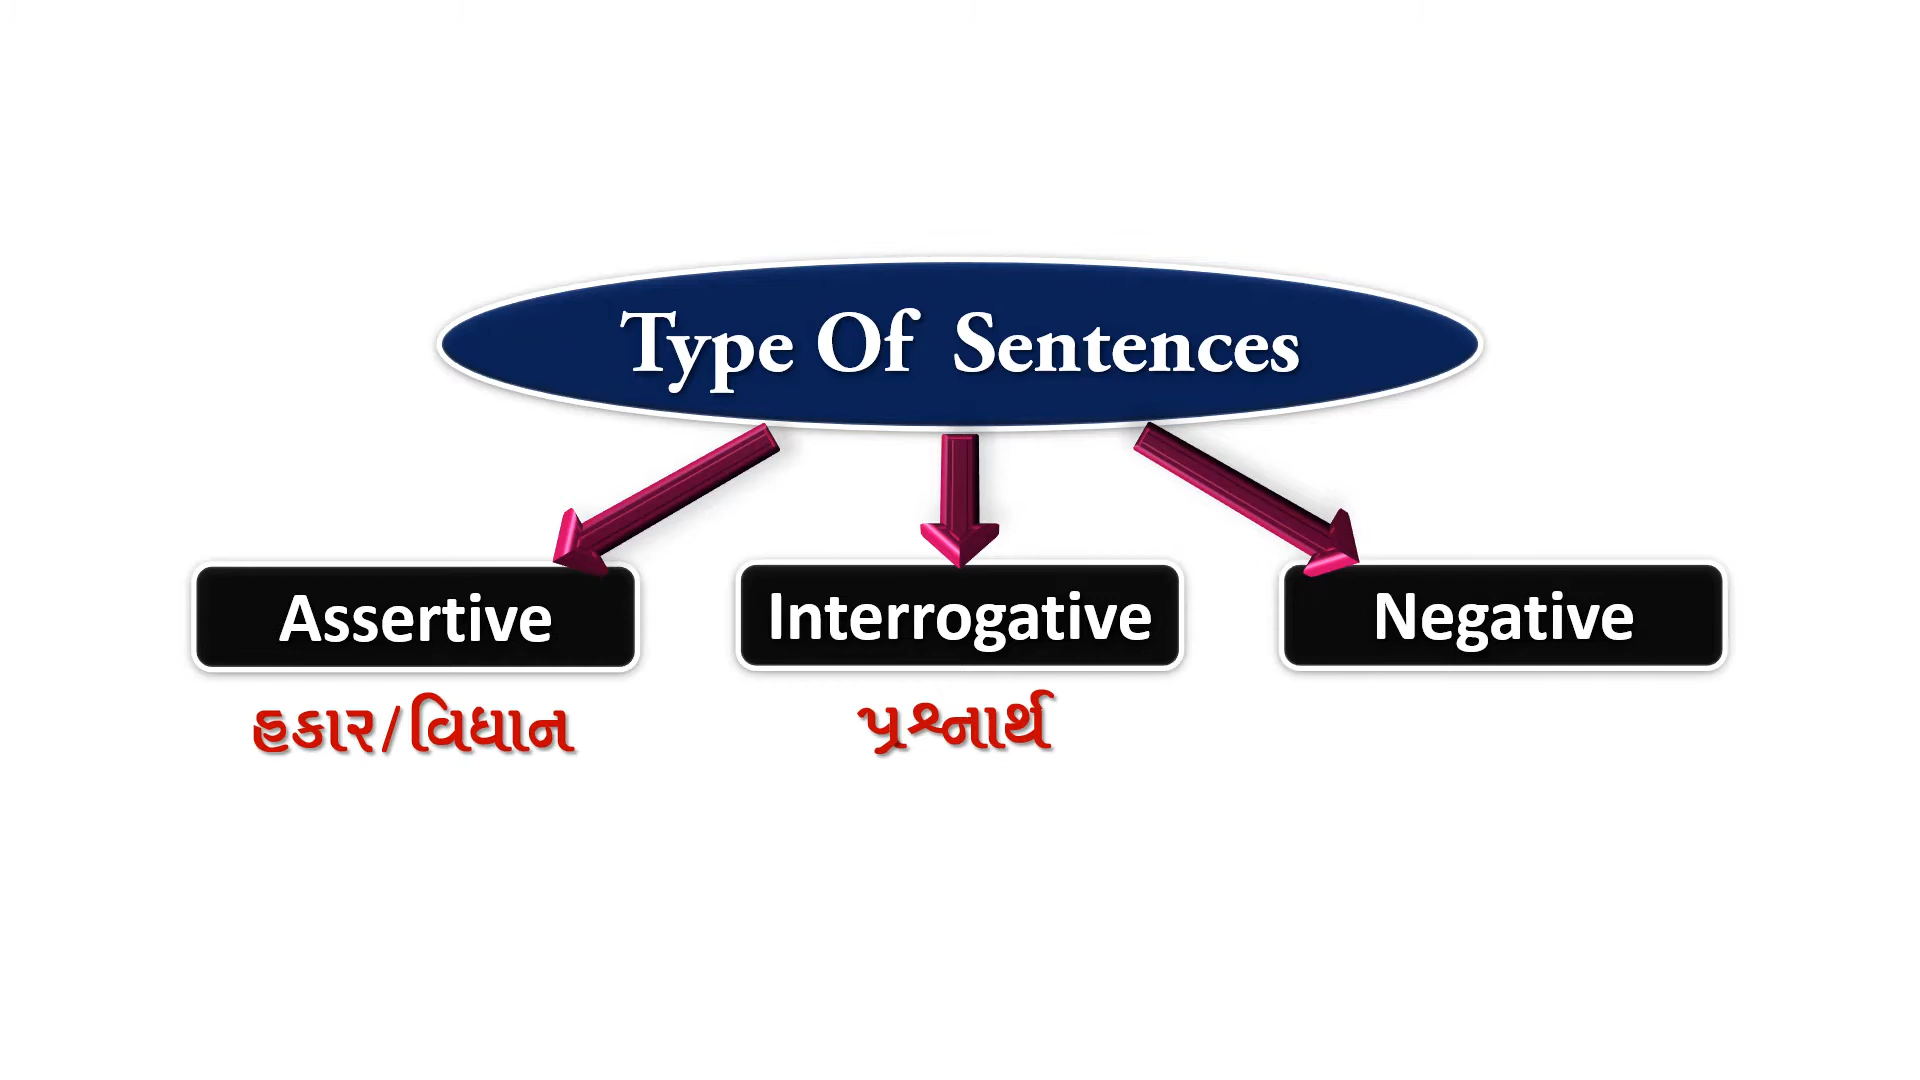 Type Of Sentences
Assertive
Interrogative
Negative
હકાર/વિધાન
પ્રશ્નાર્થ